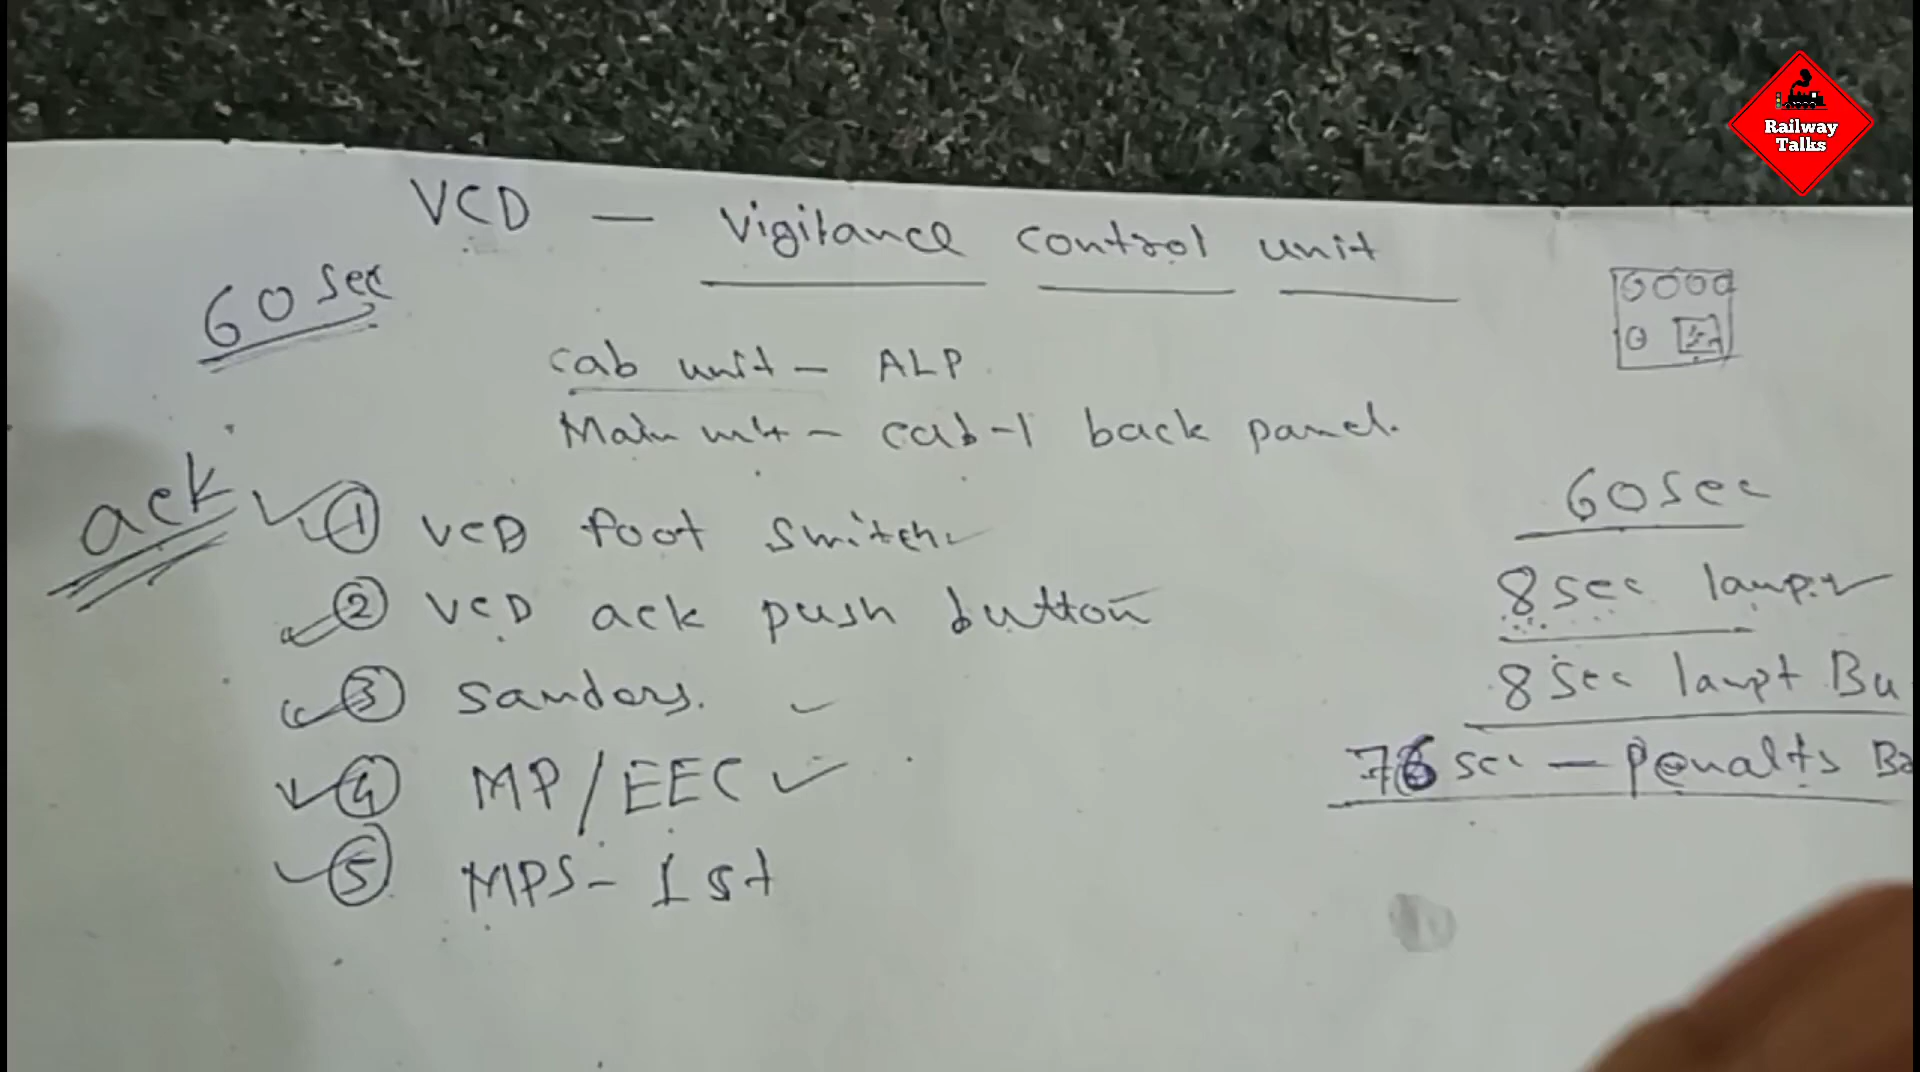 Railway
Talks
VCD — Vigilance control unit
60 sec
cab unit - ALP
Main unit - cab-1 back panel.
ack
① VCD foot switch
② VCD ack push button
③ Sanders.
④ MP/EEC
⑤ MPS - 1st
60 sec
8 sec lamp
8 sec lamp+ Bu
76 sec — Penalty Ba